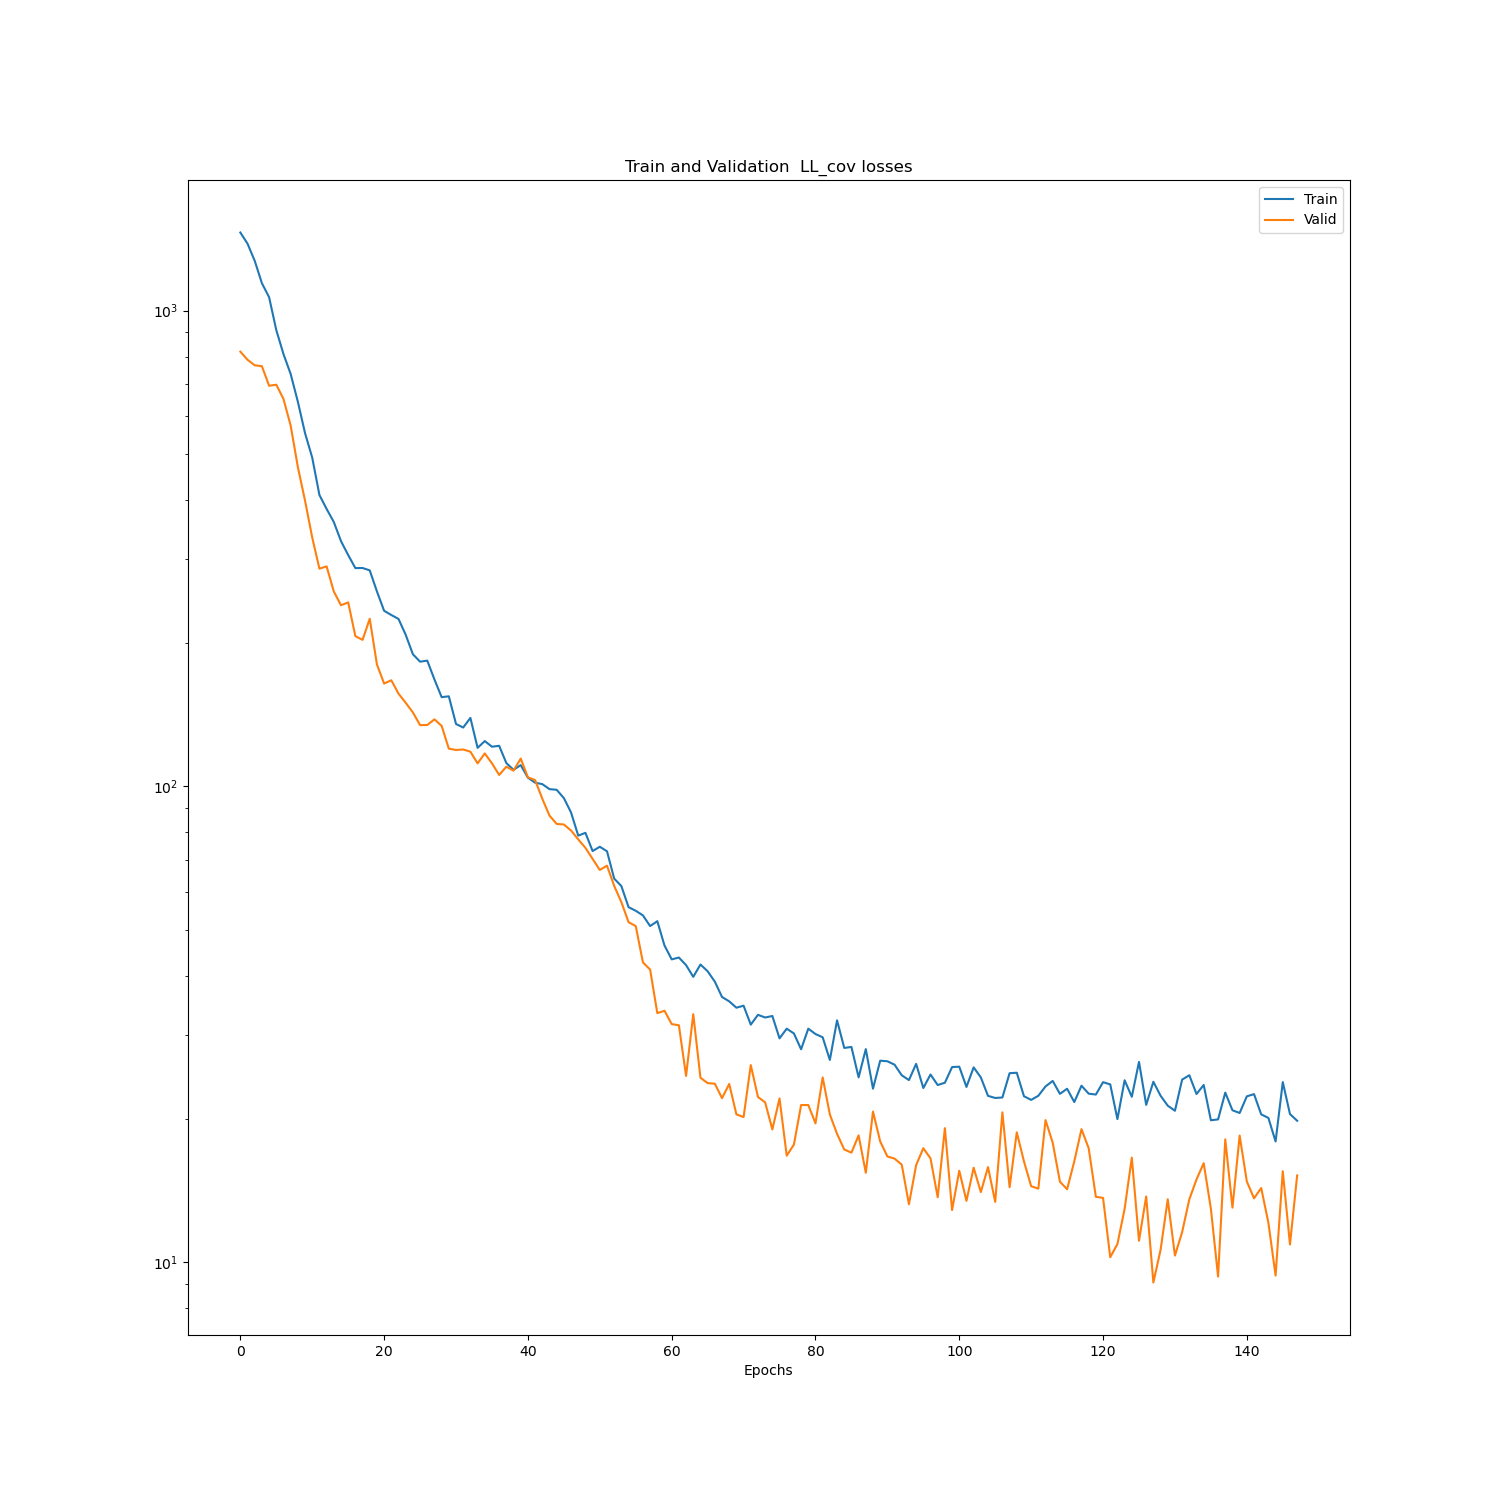 Train and Validation  LL_cov losses
Train
Valid
10³
10²
10¹
0 20 40 60 80 100 120 140
Epochs